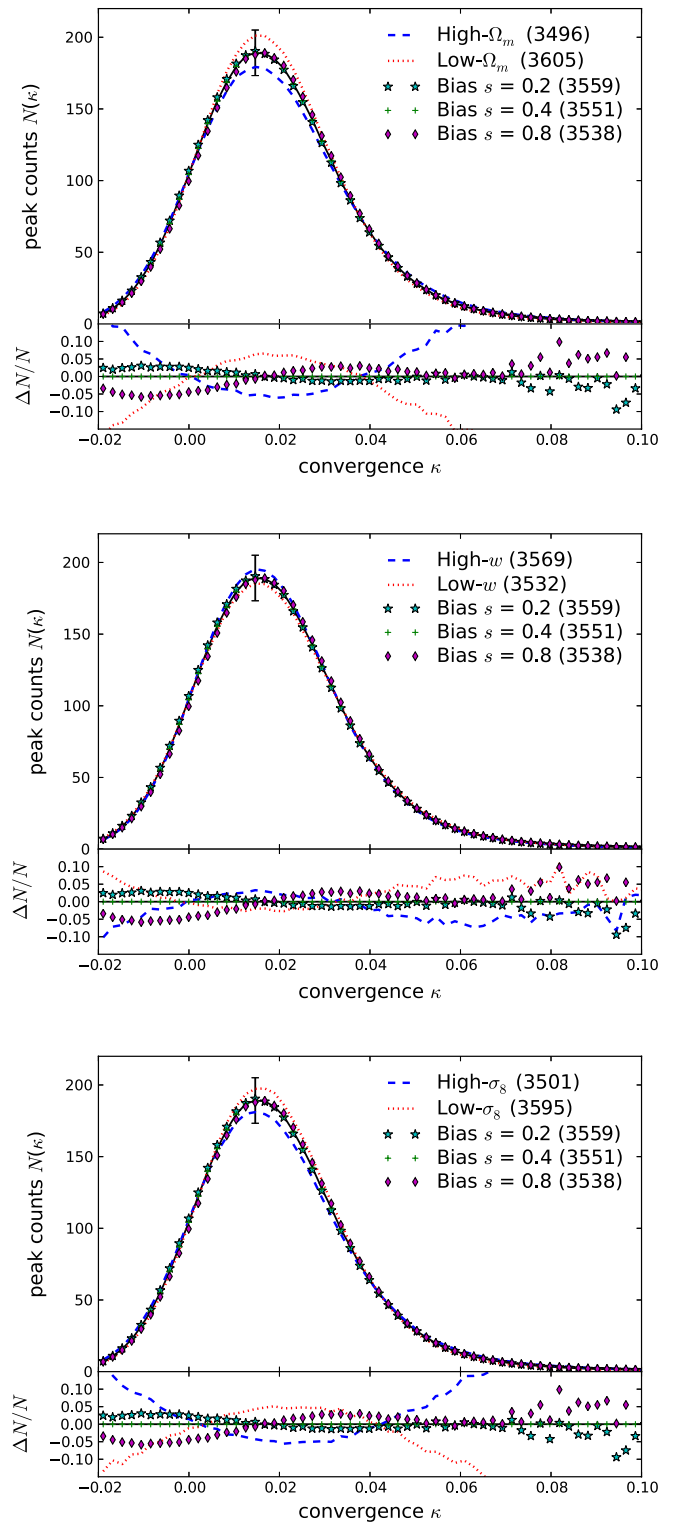 High-Ω_m (3496)
Low-Ω_m (3605)
Bias s = 0.2 (3559)
Bias s = 0.4 (3551)
Bias s = 0.8 (3538)
peak counts N(κ)
200
150
100
50
0
ΔN/N
0.10
0.05
0.00
−0.05
−0.10
−0.02 0.00 0.02 0.04 0.06 0.08 0.10
convergence κ
High-w (3569)
Low-w (3532)
Bias s = 0.2 (3559)
Bias s = 0.4 (3551)
Bias s = 0.8 (3538)
peak counts N(κ)
200
150
100
50
0
ΔN/N
0.10
0.05
0.00
−0.05
−0.10
−0.02 0.00 0.02 0.04 0.06 0.08 0.10
convergence κ
High-σ_8 (3501)
Low-σ_8 (3595)
Bias s = 0.2 (3559)
Bias s = 0.4 (3551)
Bias s = 0.8 (3538)
peak counts N(κ)
200
150
100
50
0
ΔN/N
0.10
0.05
0.00
−0.05
−0.10
−0.02 0.00 0.02 0.04 0.06 0.08 0.10
convergence κ